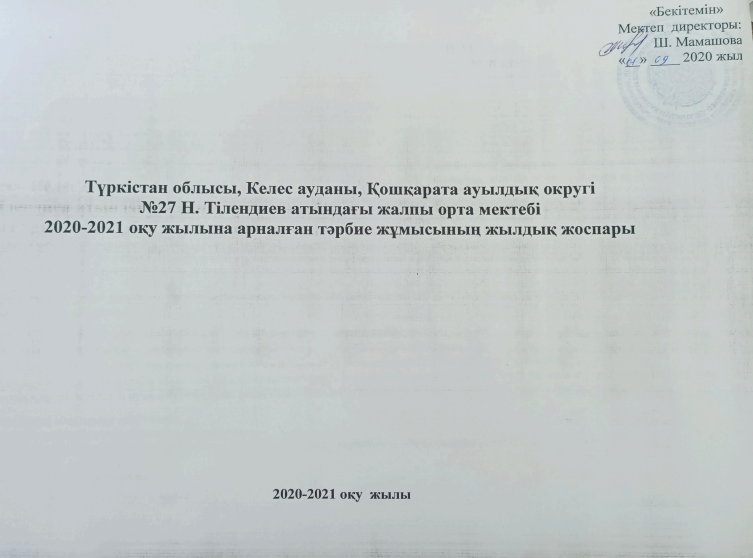 «Бекітемін»
Мектеп директоры:
Ш. Мамашова
«01» 09 2020 жыл
Түркістан облысы, Келес ауданы, Қошқарата ауылдық округі
№27 Н. Тілендиев атындағы жалпы орта мектебі
2020-2021 оқу жылына арналған тәрбие жұмысының жылдық жоспары
2020-2021 оқу жылы